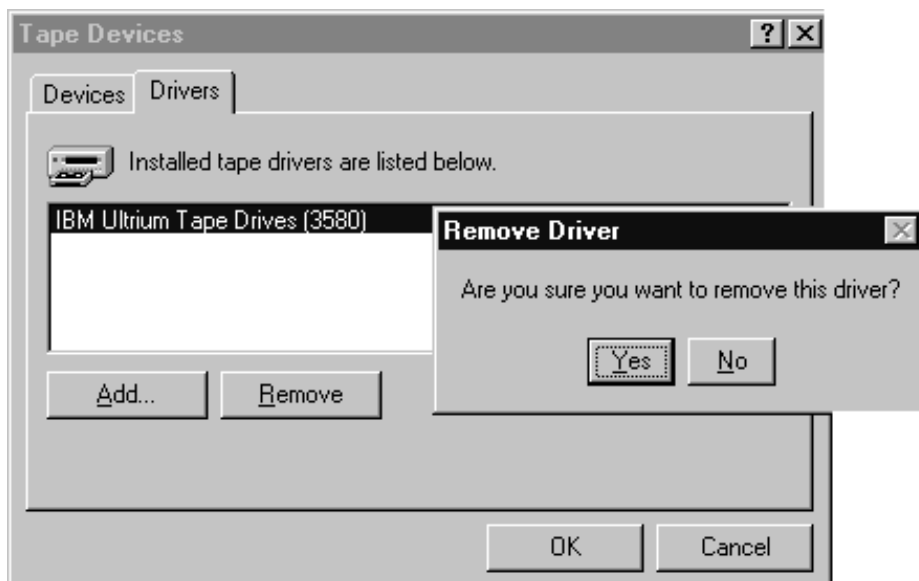 Tape Devices
Devices
Drivers
Installed tape drivers are listed below.
IBM Ultrium Tape Drives (3580)
Add...
Remove
Remove Driver
Are you sure you want to remove this driver?
Yes
No
OK
Cancel